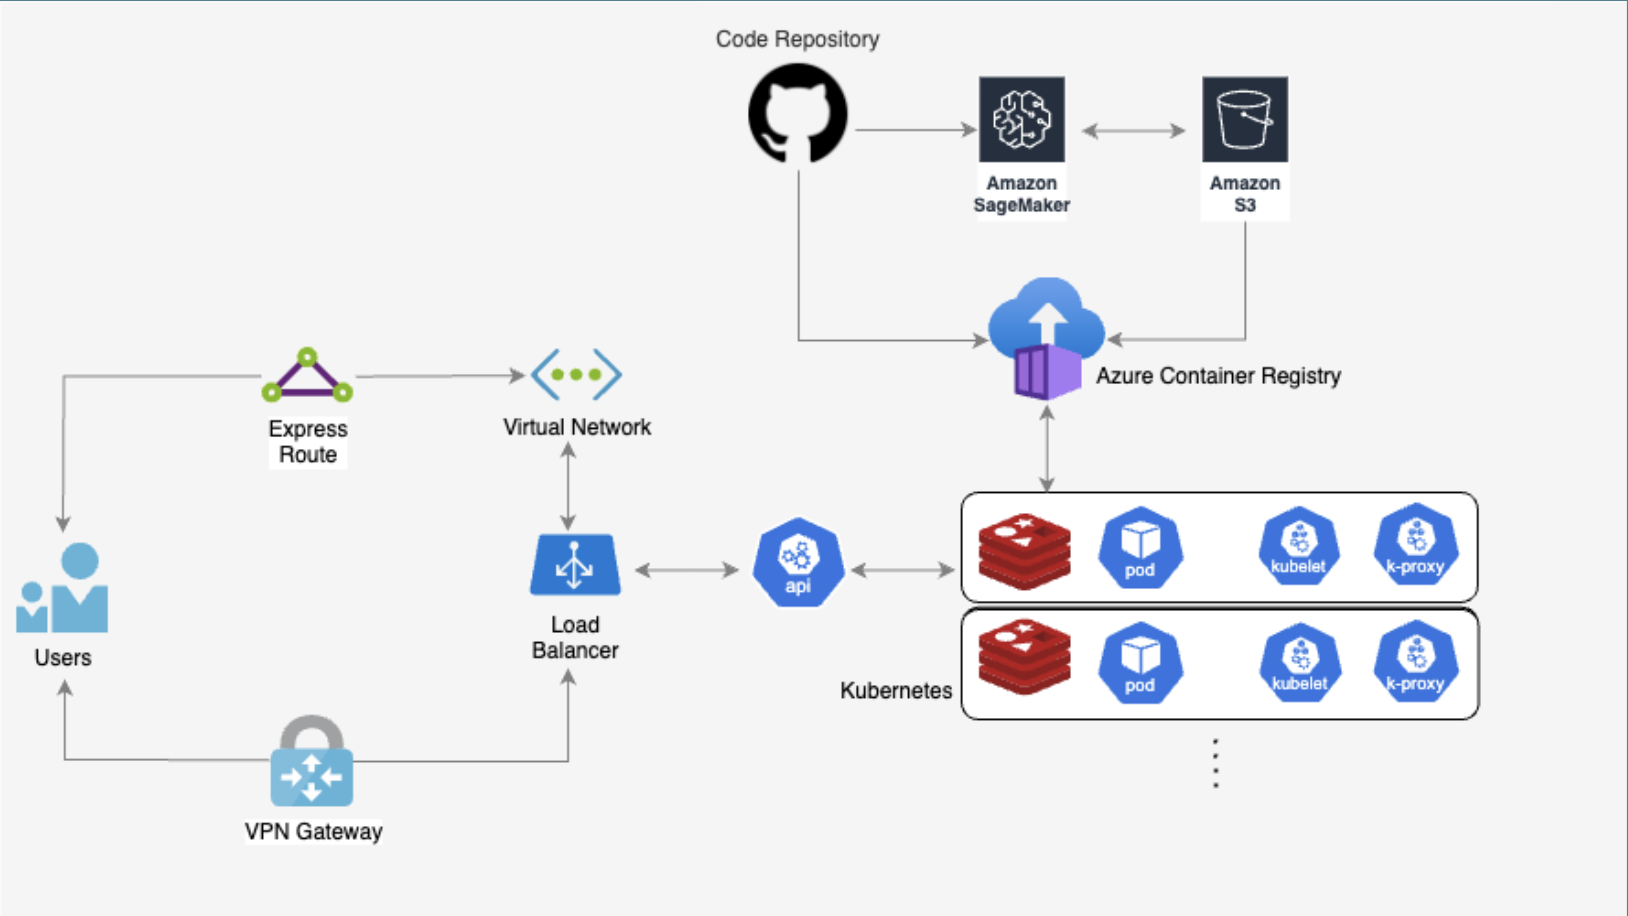 Code Repository
Amazon
SageMaker
Amazon
S3
Azure Container Registry
Express
Route
Virtual Network
Users
Load
Balancer
api
pod
kubelet
k-proxy
Kubernetes
pod
kubelet
k-proxy
VPN Gateway